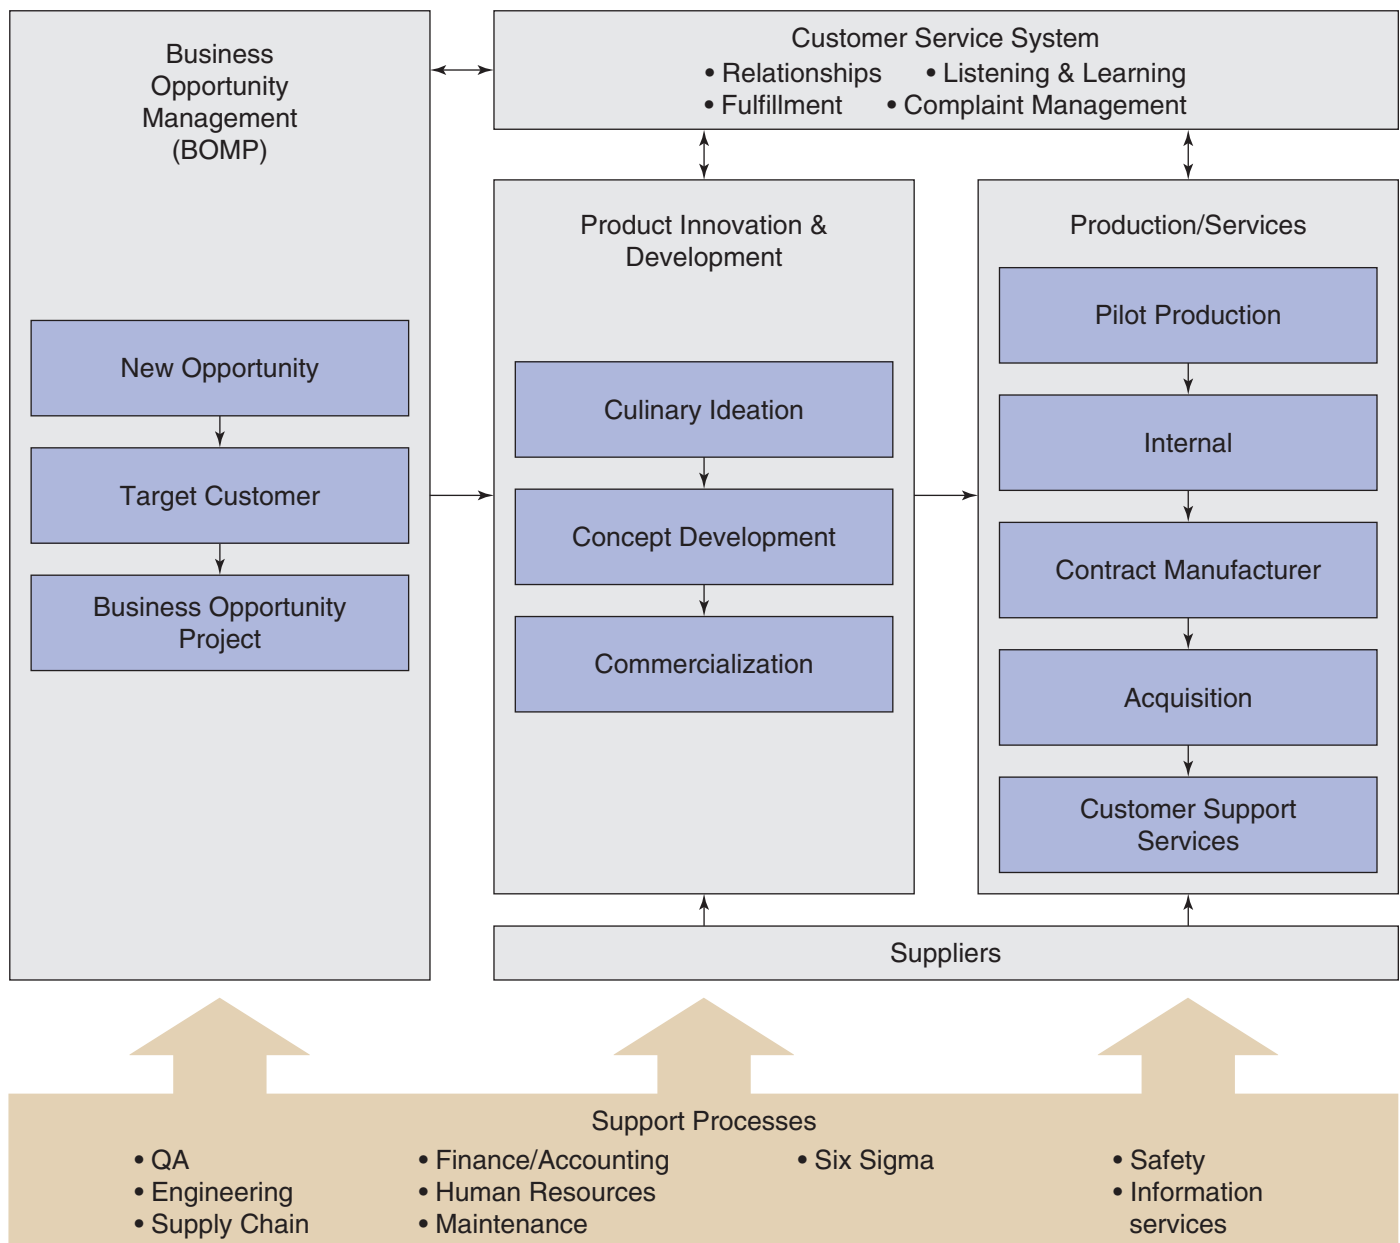 Business
Opportunity
Management
(BOMP)
New Opportunity
Target Customer
Business Opportunity
Project
Customer Service System
• Relationships • Listening & Learning
• Fulfillment • Complaint Management
Product Innovation &
Development
Culinary Ideation
Concept Development
Commercialization
Production/Services
Pilot Production
Internal
Contract Manufacturer
Acquisition
Customer Support
Services
Suppliers
Support Processes
• QA
• Engineering
• Supply Chain
• Finance/Accounting
• Human Resources
• Maintenance
• Six Sigma
• Safety
• Information
services